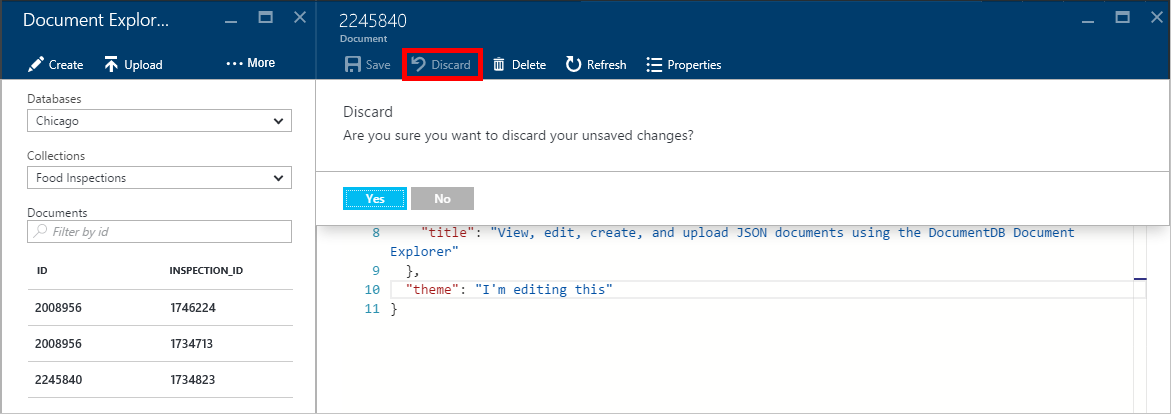 Document Explor...
Create Upload ••• More
Databases
Chicago
Collections
Food Inspections
Documents
Filter by id
ID INSPECTION_ID
2008956 1746224
2008956 1734713
2245840 1734823
2245840
Document
Save Discard Delete Refresh Properties
Discard
Are you sure you want to discard your unsaved changes?
Yes No
8 "title": "View, edit, create, and upload JSON documents using the DocumentDB Document
Explorer"
9 },
10 "theme": "I'm editing this"
11 }